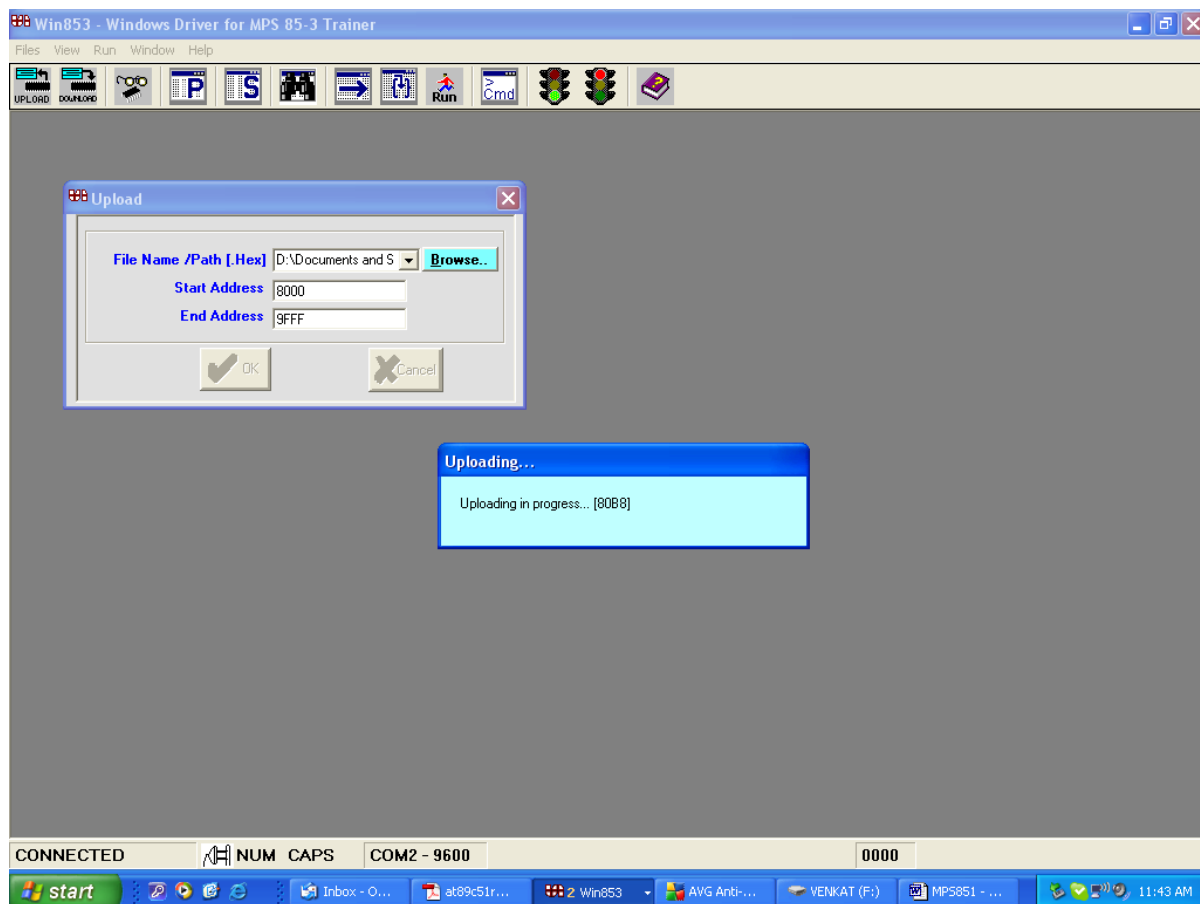 Win853 - Windows Driver for MPS 85-3 Trainer
Files View Run Window Help
UPLOAD DOWNLOAD P S Run >Cmd ?
Upload
File Name /Path [.Hex] D:\Documents and S Browse..
Start Address 8000
End Address 9FFF
OK Cancel
Uploading...
Uploading in progress... [80B8]
CONNECTED NUM CAPS COM2 - 9600 0000
start Inbox - O... at89c51r... 2 Win853 AVG Anti-... VENKAT (F:) MPS851 - ... 11:43 AM